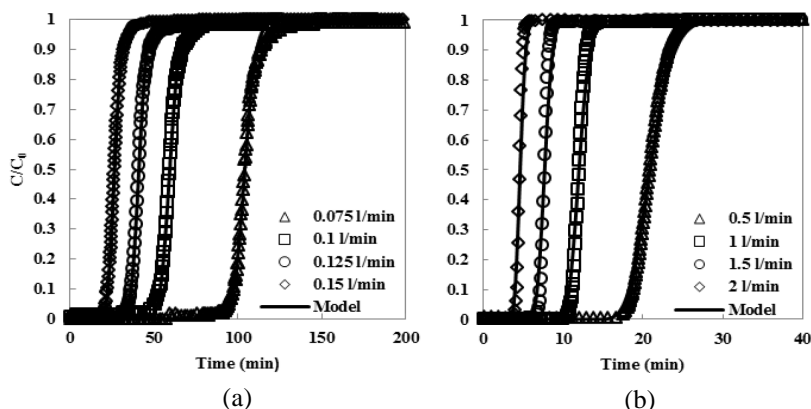 1
0.9
0.8
0.7
0.6
0.5
0.4
0.3
0.2
0.1
0
C/C₀
0.075 l/min
0.1 l/min
0.125 l/min
0.15 l/min
Model
0 50 100 150 200
Time (min)
(a)
1
0.9
0.8
0.7
0.6
0.5
0.4
0.3
0.2
0.1
0
0.5 l/min
1 l/min
1.5 l/min
2 l/min
Model
0 10 20 30 40
Time (min)
(b)